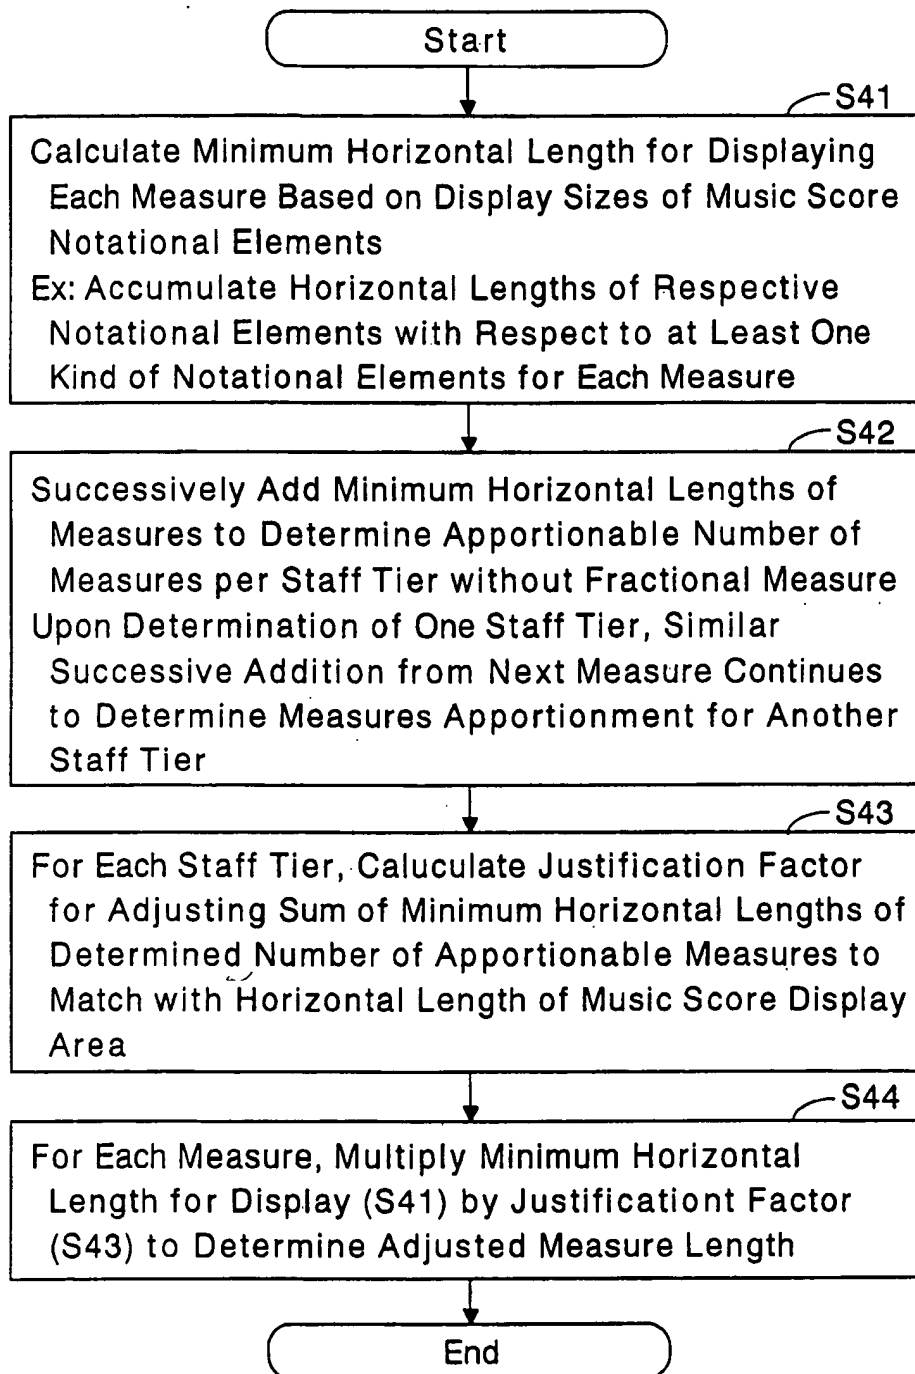 Start
S41
Calculate Minimum Horizontal Length for Displaying
Each Measure Based on Display Sizes of Music Score
Notational Elements
Ex: Accumulate Horizontal Lengths of Respective
Notational Elements with Respect to at Least One
Kind of Notational Elements for Each Measure
S42
Successively Add Minimum Horizontal Lengths of
Measures to Determine Apportionable Number of
Measures per Staff Tier without Fractional Measure
Upon Determination of One Staff Tier, Similar
Successive Addition from Next Measure Continues
to Determine Measures Apportionment for Another
Staff Tier
S43
For Each Staff Tier, Caluculate Justification Factor
for Adjusting Sum of Minimum Horizontal Lengths of
Determined Number of Apportionable Measures to
Match with Horizontal Length of Music Score Display
Area
S44
For Each Measure, Multiply Minimum Horizontal
Length for Display (S41) by Justificationt Factor
(S43) to Determine Adjusted Measure Length
End